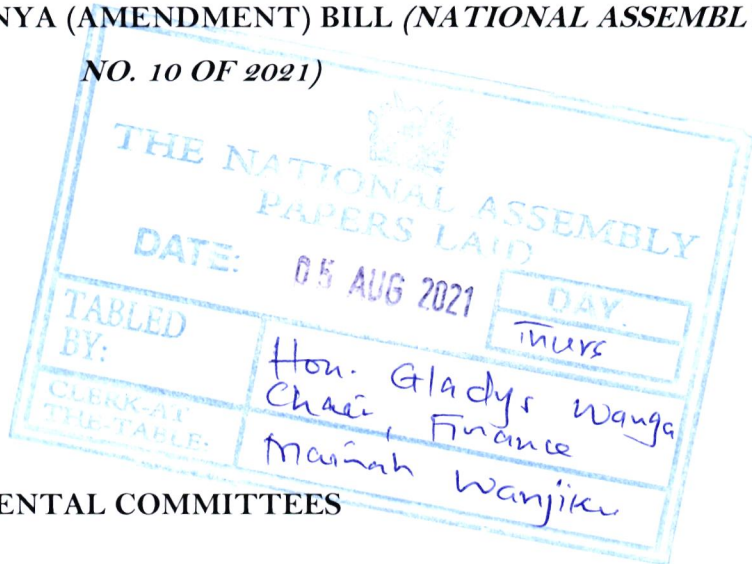 NYA (AMENDMENT) BILL (NATIONAL ASSEMBL
NO. 10 OF 2021)
THE NATIONAL ASSEMBLY
PAPERS LAID
DATE: 05 AUG 2021
DAY.
Thurs
TABLED
BY:
Hon. Gladys Wanga
Chair, Finance
CLERK-AT
THE-TABLE:
Wanjiku
ENTAL COMMITTEES